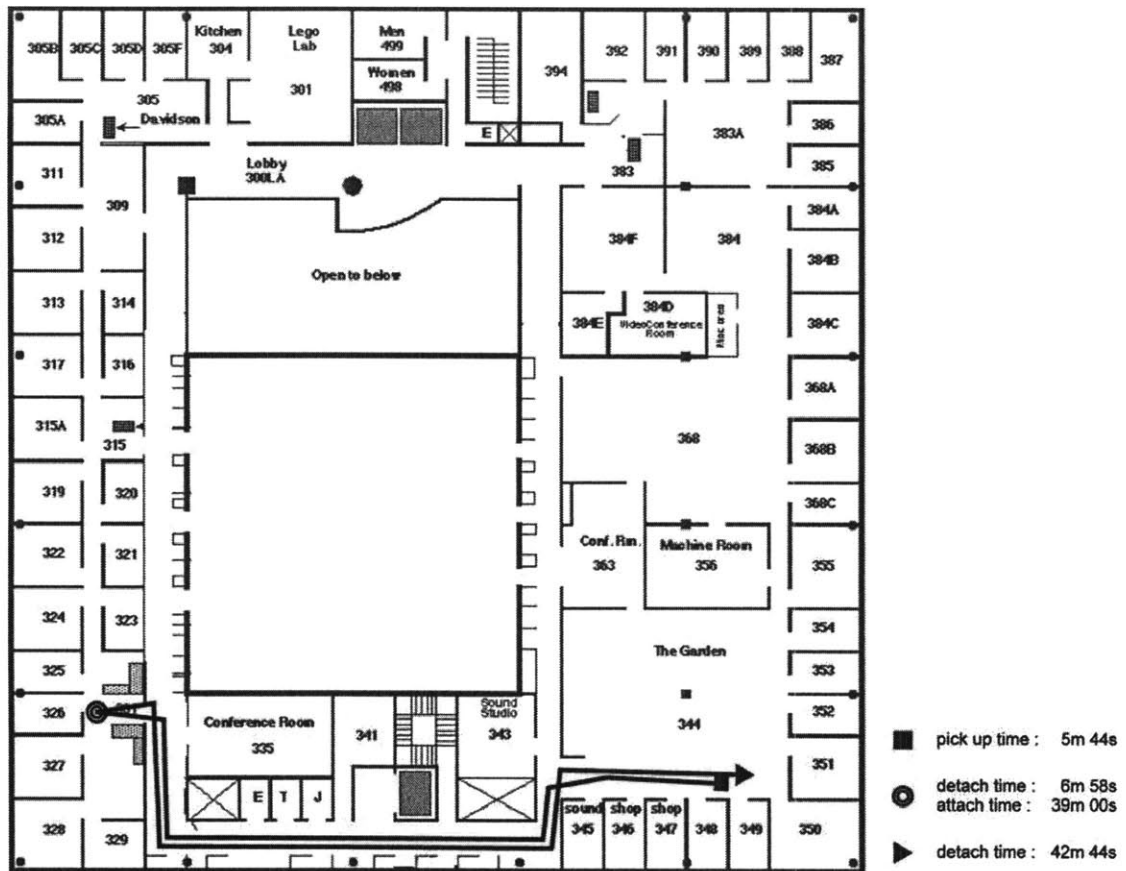 305B 305C 305D 305F Kitchen 304 Lego Lab 301 Men 499 Women 498 394 392 391 390 389 388 387
305 305A Davidson
E 383 383A 386 385
311 Lobby 300LA
309
312 384F 384 384A 384B
Open to below
313 314 384E 384D VideoConference Room Mac area 384C
317 316 368A
315A 315 368 368B
319 320 368C
322 321 Conf. Rm. 363 Machine Room 356 355
324 323 354
325 The Garden 353
326 Conference Room 335 341 Sound Studio 343 344 352
327 351
E T J
328 329 sound 345 shop 346 shop 347 348 349 350
pick up time : 5m 44s
detach time : 6m 58s
attach time : 39m 00s
detach time : 42m 44s